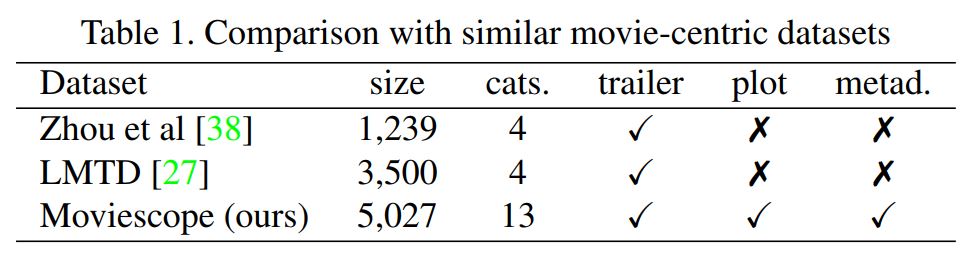 Table 1. Comparison with similar movie-centric datasets
Dataset size cats. trailer plot metad.
Zhou et al [38] 1,239 4 ✓ ✗ ✗
LMTD [27] 3,500 4 ✓ ✗ ✗
Moviescope (ours) 5,027 13 ✓ ✓ ✓